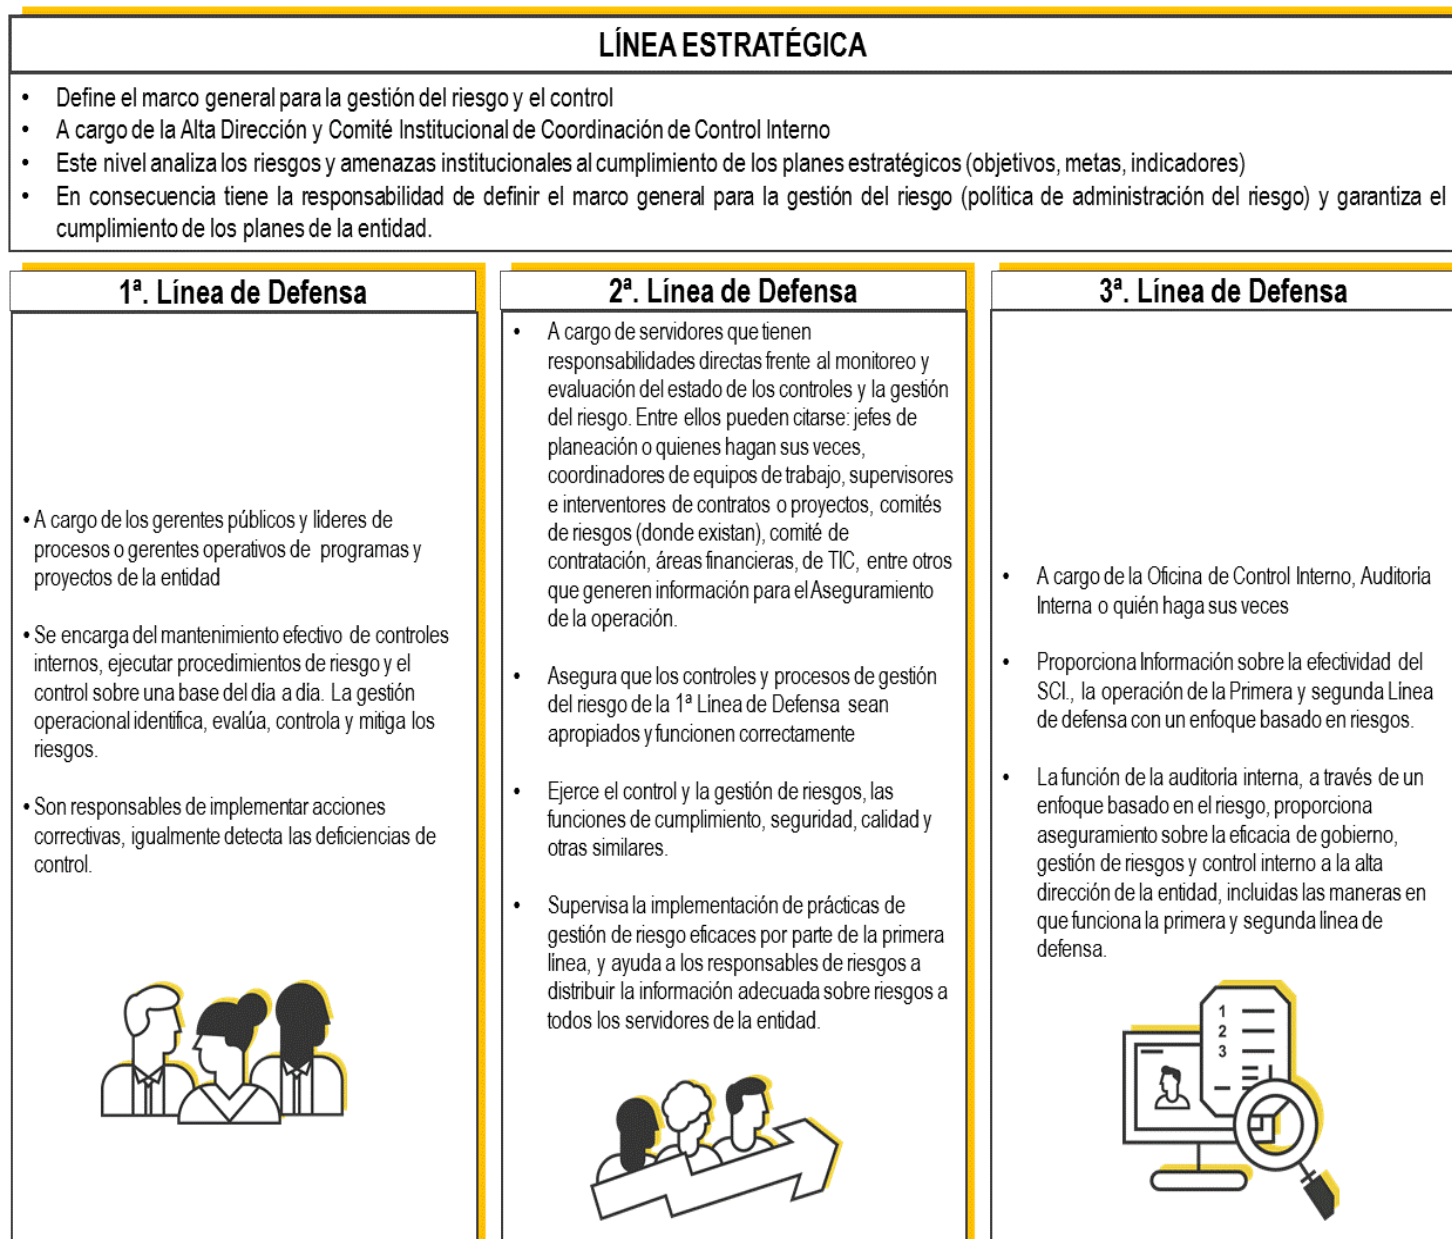 LÍNEA ESTRATÉGICA
• Define el marco general para la gestión del riesgo y el control
• A cargo de la Alta Dirección y Comité Institucional de Coordinación de Control Interno
• Este nivel analiza los riesgos y amenazas institucionales al cumplimiento de los planes estratégicos (objetivos, metas, indicadores)
• En consecuencia tiene la responsabilidad de definir el marco general para la gestión del riesgo (política de administración del riesgo) y garantiza el
cumplimiento de los planes de la entidad.
1ª. Línea de Defensa
• A cargo de los gerentes públicos y líderes de
procesos o gerentes operativos de programas y
proyectos de la entidad
• Se encarga del mantenimiento efectivo de controles
internos, ejecutar procedimientos de riesgo y el
control sobre una base del día a día. La gestión
operacional identifica, evalúa, controla y mitiga los
riesgos.
• Son responsables de implementar acciones
correctivas, igualmente detecta las deficiencias de
control.
2ª. Línea de Defensa
• A cargo de servidores que tienen
responsabilidades directas frente al monitoreo y
evaluación del estado de los controles y la gestión
del riesgo. Entre ellos pueden citarse: jefes de
planeación o quienes hagan sus veces,
coordinadores de equipos de trabajo, supervisores
e interventores de contratos o proyectos, comités
de riesgos (donde existan), comité de
contratación, áreas financieras, de TIC, entre otros
que generen información para el Aseguramiento
de la operación.
• Asegura que los controles y procesos de gestión
del riesgo de la 1ª Línea de Defensa sean
apropiados y funcionen correctamente
• Ejerce el control y la gestión de riesgos, las
funciones de cumplimiento, seguridad, calidad y
otras similares.
• Supervisa la implementación de prácticas de
gestión de riesgo eficaces por parte de la primera
línea, y ayuda a los responsables de riesgos a
distribuir la información adecuada sobre riesgos a
todos los servidores de la entidad.
3ª. Línea de Defensa
• A cargo de la Oficina de Control Interno, Auditoría
Interna o quién haga sus veces
• Proporciona Información sobre la efectividad del
SCI., la operación de la Primera y segunda Línea
de defensa con un enfoque basado en riesgos.
• La función de la auditoría interna, a través de un
enfoque basado en el riesgo, proporciona
aseguramiento sobre la eficacia de gobierno,
gestión de riesgos y control interno a la alta
dirección de la entidad, incluidas las maneras en
que funciona la primera y segunda línea de
defensa.
1
2
3